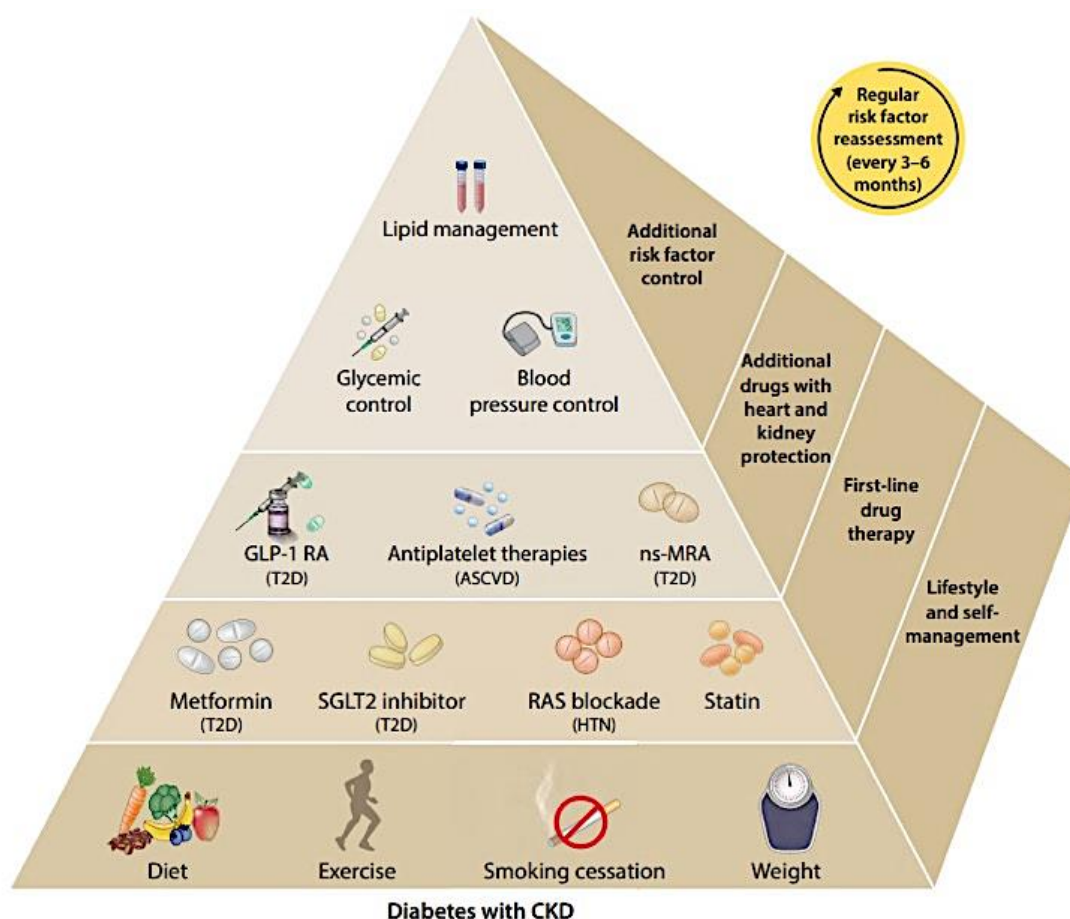 Regular
risk factor
reassessment
(every 3–6
months)
Lipid management
Additional
risk factor
control
Glycemic
control
Blood
pressure control
Additional
drugs with
heart and
kidney
protection
GLP-1 RA
(T2D)
Antiplatelet therapies
(ASCVD)
ns-MRA
(T2D)
First-line
drug
therapy
Metformin
(T2D)
SGLT2 inhibitor
(T2D)
RAS blockade
(HTN)
Statin
Lifestyle
and self-
management
Diet
Exercise
Smoking cessation
Weight
Diabetes with CKD